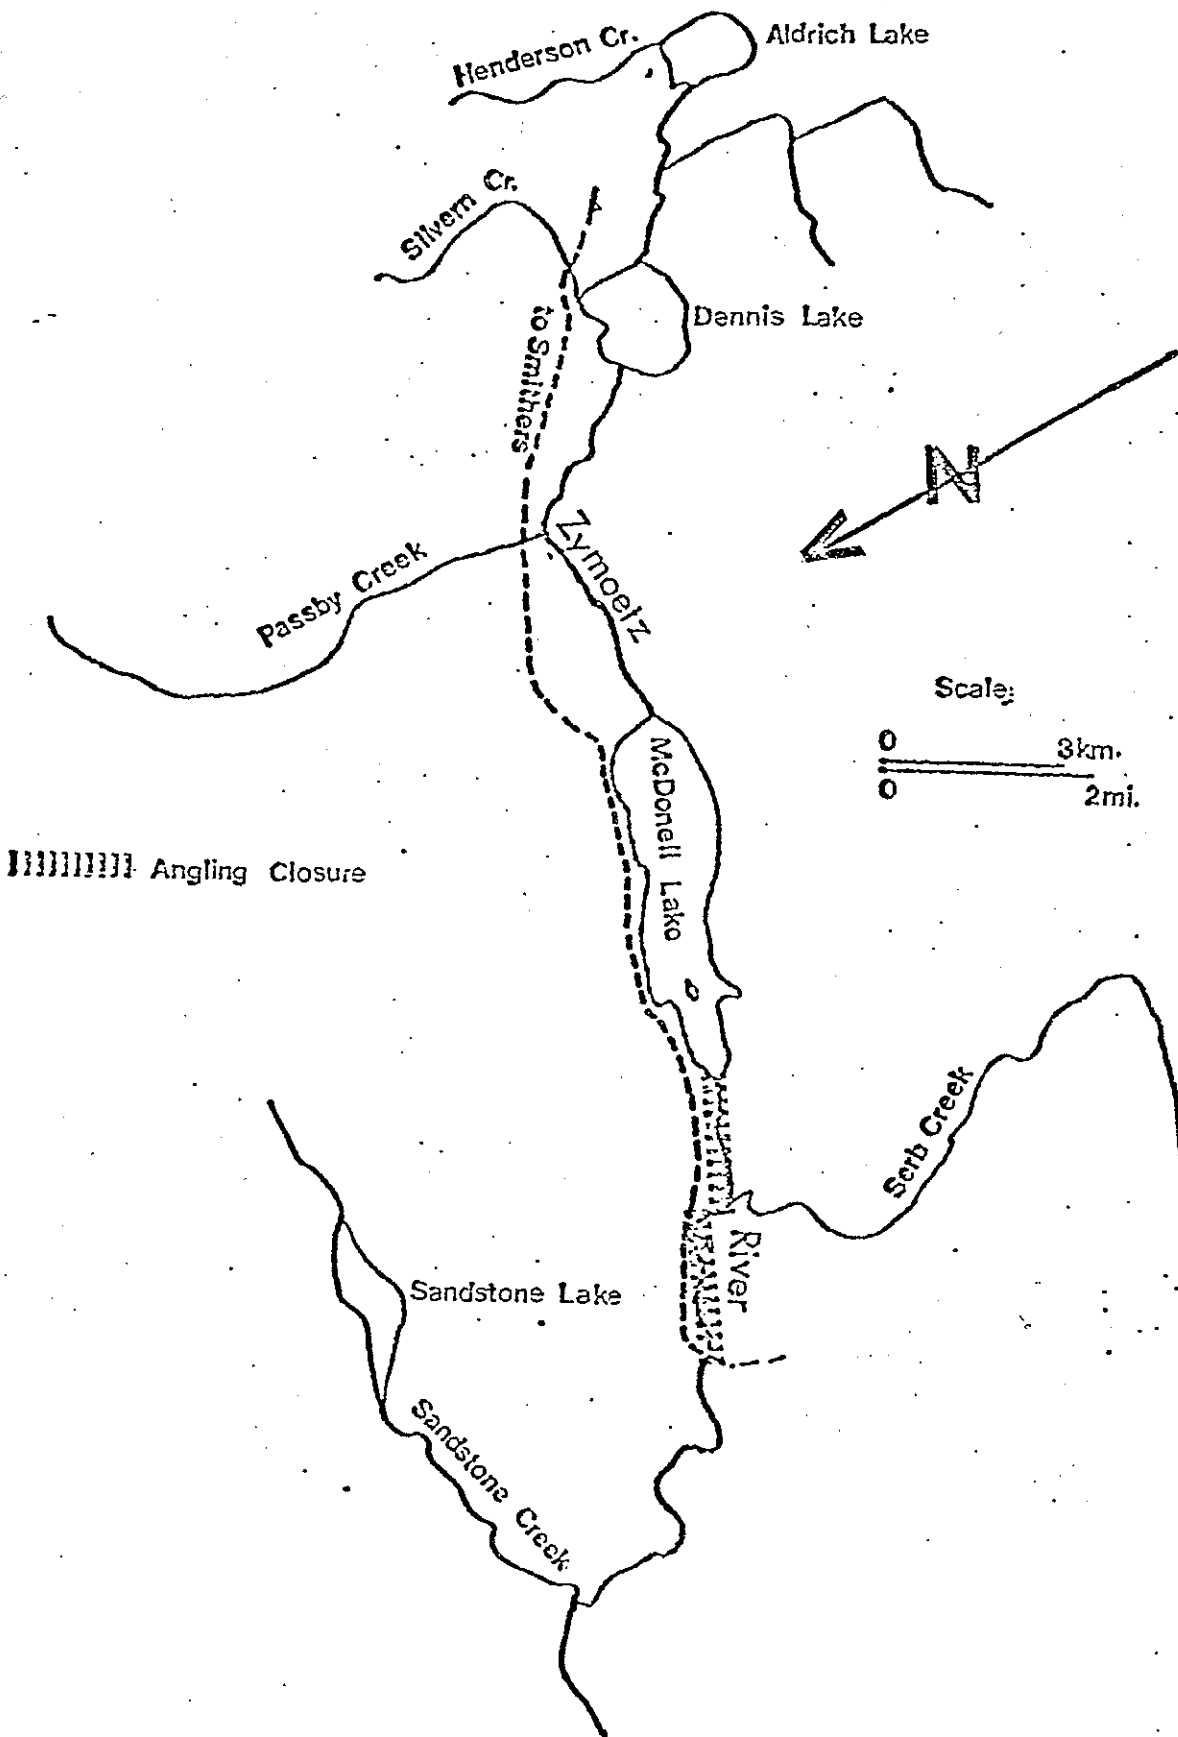 Henderson Cr.
Aldrich Lake
Silvern Cr.
to Smithers
Dennis Lake
N
Passby Creek
Zymoetz
Scale:
0 3km.
0 2mi.
McDonell Lake
Angling Closure
Serb Creek
River
Sandstone Lake
Sandstone Creek